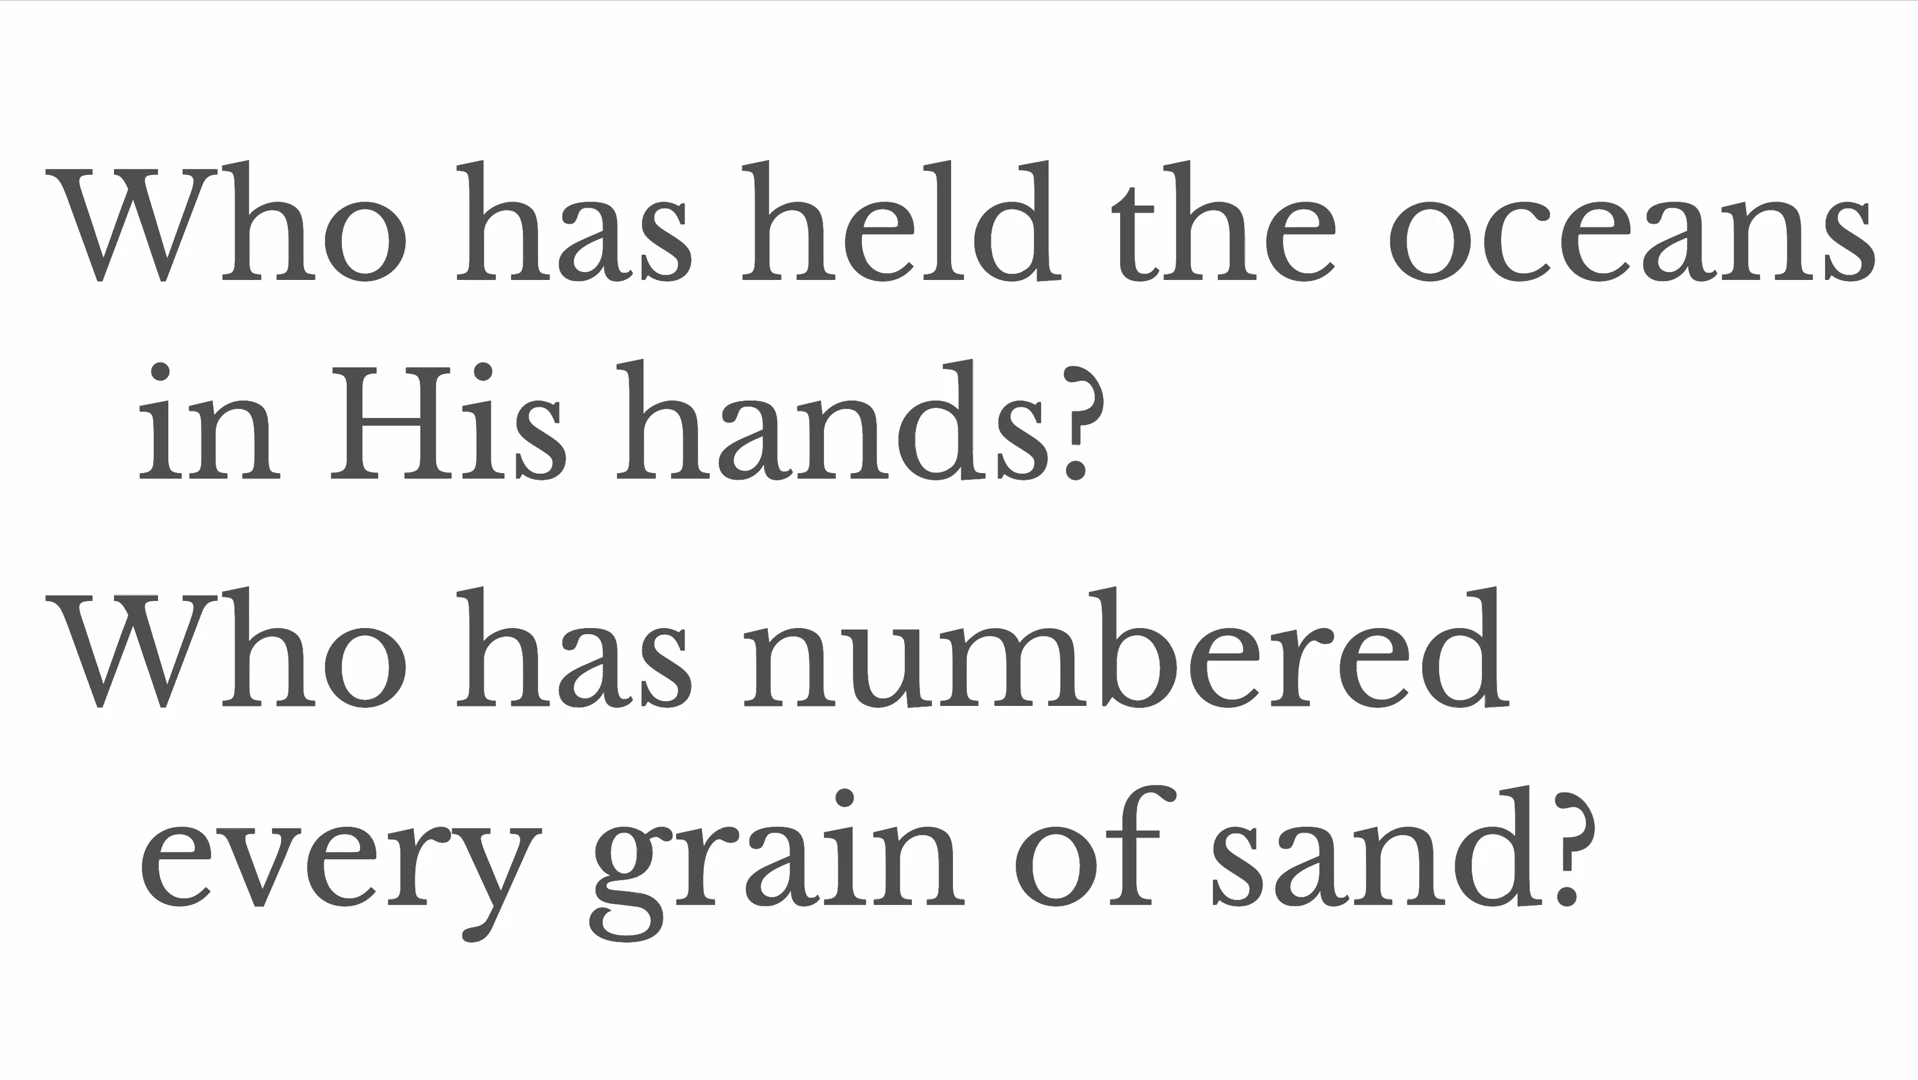 Who has held the oceans
in His hands?
Who has numbered
every grain of sand?